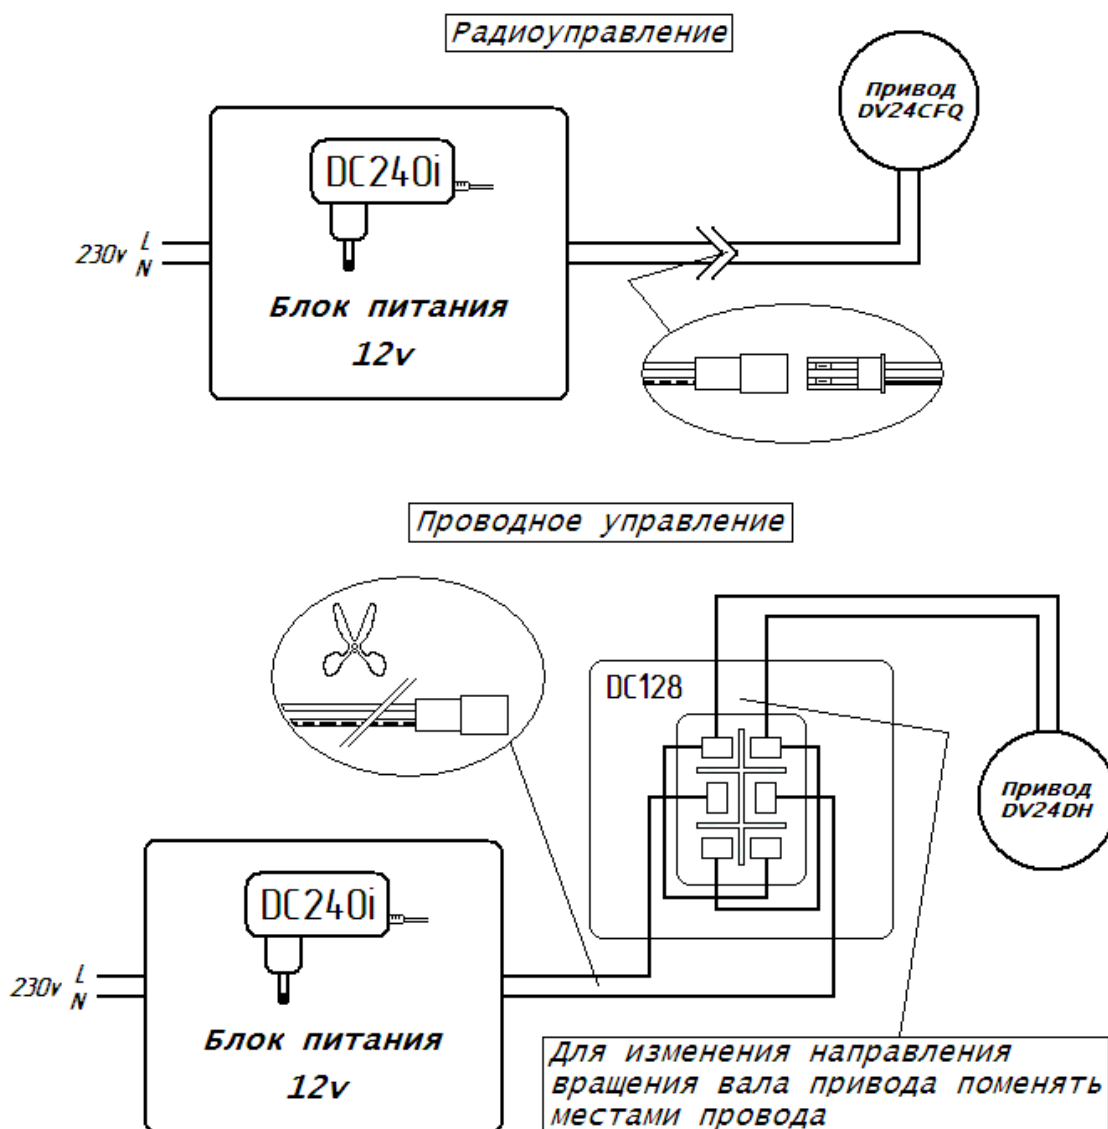 Радиоуправление
Привод
DV24CFQ
DC240i
230v L
N
Блок питания
12v
Проводное управление
DC128
Привод
DV24DH
DC240i
230v L
N
Блок питания
12v
Для изменения направления
вращения вала привода поменять
местами провода